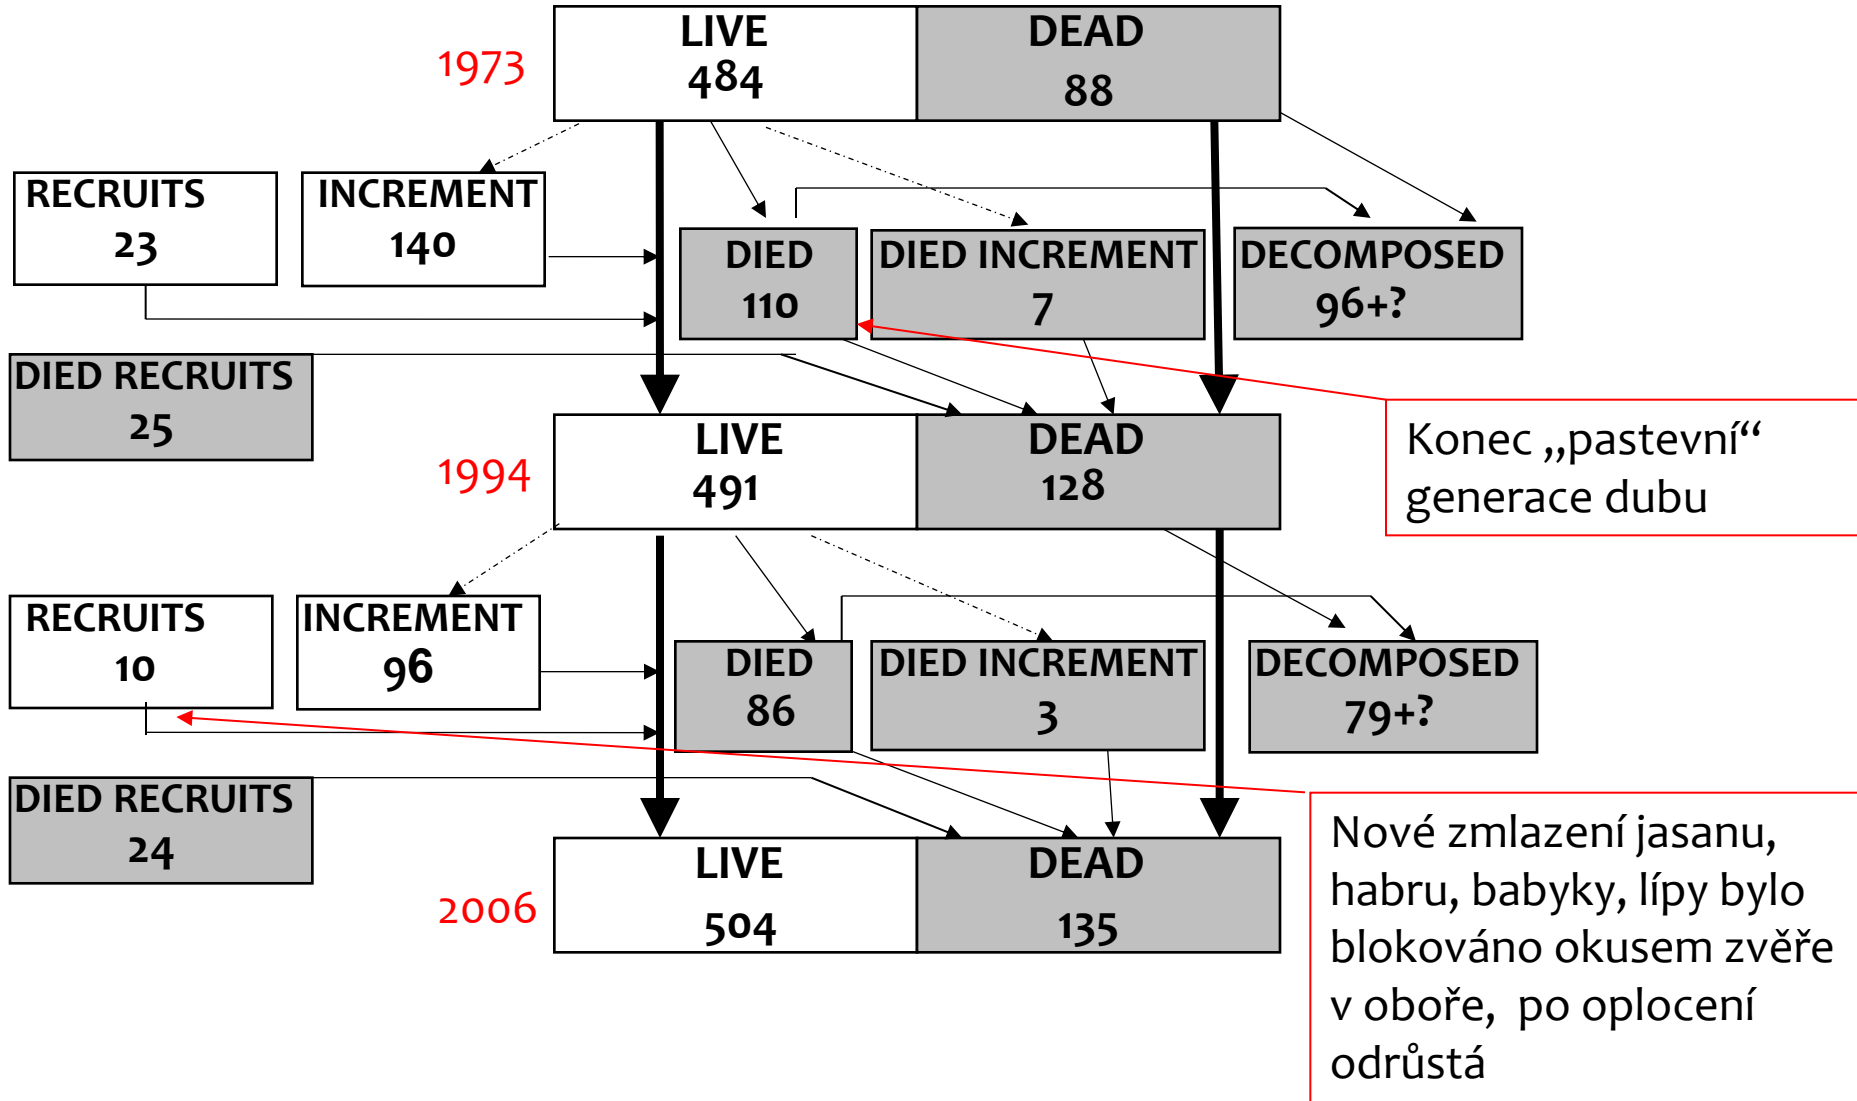 LIVE
484
DEAD
88
1973
RECRUITS
23
INCREMENT
140
DIED
110
DIED INCREMENT
7
DECOMPOSED
96+?
DIED RECRUITS
25
1994
LIVE
491
DEAD
128
Konec „pastevní“
generace dubu
RECRUITS
10
INCREMENT
96
DIED
86
DIED INCREMENT
3
DECOMPOSED
79+?
DIED RECRUITS
24
2006
LIVE
504
DEAD
135
Nové zmlazení jasanu,
habru, babyky, lípy bylo
blokováno okusem zvěře
v oboře, po oplocení
odrůstá